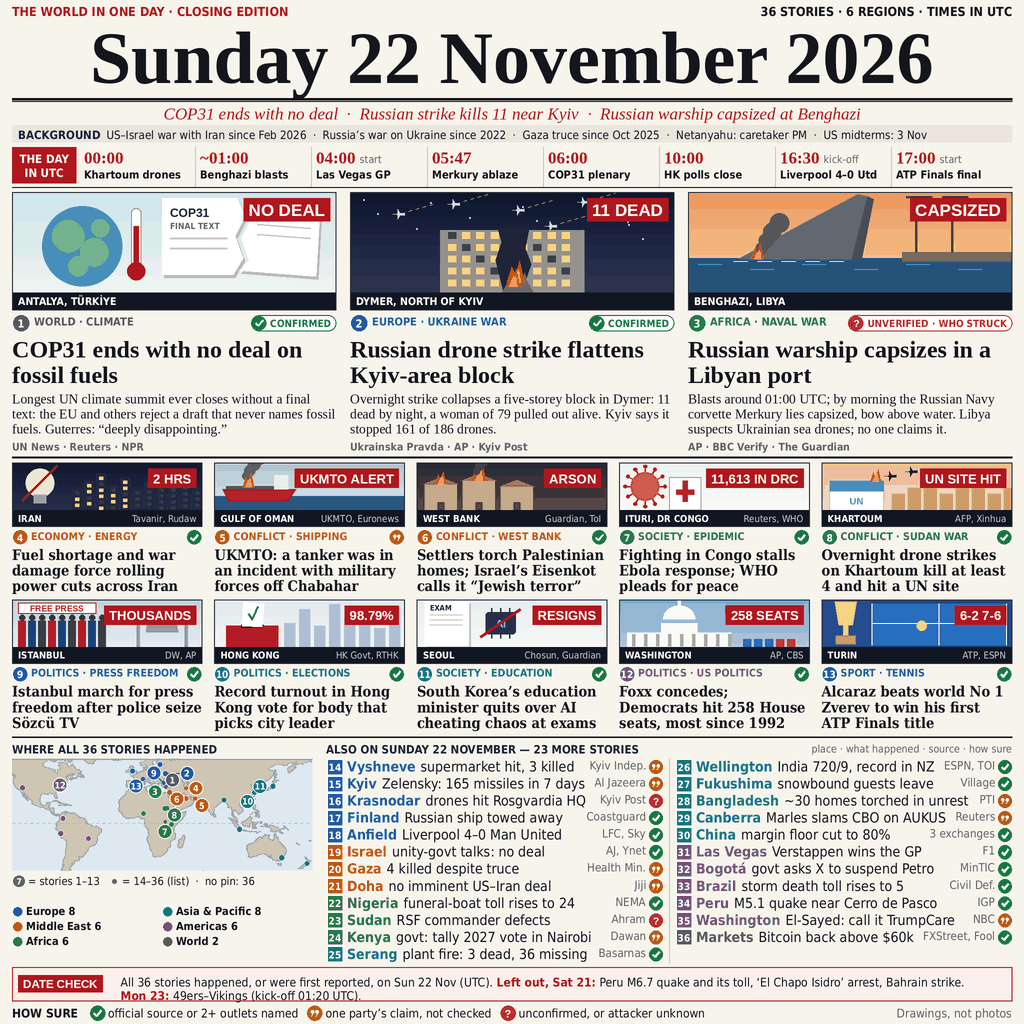 THE WORLD IN ONE DAY · CLOSING EDITION
36 STORIES · 6 REGIONS · TIMES IN UTC
Sunday 22 November 2026
COP31 ends with no deal · Russian strike kills 11 near Kyiv · Russian warship capsized at Benghazi
BACKGROUND US–Israel war with Iran since Feb 2026 · Russia’s war on Ukraine since 2022 · Gaza truce since Oct 2025 · Netanyahu: caretaker PM · US midterms: 3 Nov
THE DAY
IN UTC
00:00
Khartoum drones
~01:00
Benghazi blasts
04:00 start
Las Vegas GP
05:47
Merkury ablaze
06:00
COP31 plenary
10:00
HK polls close
16:30 kick-off
Liverpool 4–0 Utd
17:00 start
ATP Finals final
COP31
FINAL TEXT
NO DEAL
ANTALYA, TÜRKİYE
1 WORLD · CLIMATE
CONFIRMED
COP31 ends with no deal on
fossil fuels
Longest UN climate summit ever closes without a final
text: the EU and others reject a draft that never names fossil
fuels. Guterres: “deeply disappointing.”
UN News · Reuters · NPR
11 DEAD
DYMER, NORTH OF KYIV
2 EUROPE · UKRAINE WAR
CONFIRMED
Russian drone strike flattens
Kyiv-area block
Overnight strike collapses a five-storey block in Dymer: 11
dead by night, a woman of 79 pulled out alive. Kyiv says it
stopped 161 of 186 drones.
Ukrainska Pravda · AP · Kyiv Post
CAPSIZED
BENGHAZI, LIBYA
3 AFRICA · NAVAL WAR
? UNVERIFIED · WHO STRUCK
Russian warship capsizes in a
Libyan port
Blasts around 01:00 UTC; by morning the Russian Navy
corvette Merkury lies capsized, bow above water. Libya
suspects Ukrainian sea drones; no one claims it.
AP · BBC Verify · The Guardian
2 HRS
IRAN
Tavanir, Rudaw
4 ECONOMY · ENERGY
Fuel shortage and war
damage force rolling
power cuts across Iran
UKMTO ALERT
GULF OF OMAN
UKMTO, Euronews
5 CONFLICT · SHIPPING
UKMTO: a tanker was in
an incident with military
forces off Chabahar
ARSON
WEST BANK
Guardian, ToI
6 CONFLICT · WEST BANK
Settlers torch Palestinian
homes; Israel’s Eisenkot
calls it “Jewish terror”
11,613 IN DRC
ITURI, DR CONGO
Reuters, WHO
7 SOCIETY · EPIDEMIC
Fighting in Congo stalls
Ebola response; WHO
pleads for peace
UN
UN SITE HIT
KHARTOUM
AFP, Xinhua
8 CONFLICT · SUDAN WAR
Overnight drone strikes
on Khartoum kill at least
4 and hit a UN site
FREE PRESS
THOUSANDS
ISTANBUL
DW, AP
9 POLITICS · PRESS FREEDOM
Istanbul march for press
freedom after police seize
Sözcü TV
98.79%
HONG KONG
HK Govt, RTHK
10 POLITICS · ELECTIONS
Record turnout in Hong
Kong vote for body that
picks city leader
EXAM
AI
RESIGNS
SEOUL
Chosun, Guardian
11 SOCIETY · EDUCATION
South Korea’s education
minister quits over AI
cheating chaos at exams
258 SEATS
WASHINGTON
AP, CBS
12 POLITICS · US POLITICS
Foxx concedes;
Democrats hit 258 House
seats, most since 1992
6-2 7-6
TURIN
ATP, ESPN
13 SPORT · TENNIS
Alcaraz beats world No 1
Zverev to win his first
ATP Finals title
WHERE ALL 36 STORIES HAPPENED
12
9
2
1
13
3
4
6
5
8
7
11
10
7 = stories 1–13 • = 14–36 (list) · no pin: 36
Europe 8
Asia & Pacific 8
Middle East 6
Americas 6
Africa 6
World 2
ALSO ON SUNDAY 22 NOVEMBER — 23 MORE STORIES
place · what happened · source · how sure
14 Vyshneve supermarket hit, 3 killed Kyiv Indep.
15 Kyiv Zelensky: 165 missiles in 7 days Al Jazeera
16 Krasnodar drones hit Rosgvardia HQ Kyiv Post ?
17 Finland Russian ship towed away Coastguard
18 Anfield Liverpool 4–0 Man United LFC, Sky
19 Israel unity-govt talks: no deal AJ, Ynet
20 Gaza 4 killed despite truce Health Min.
21 Doha no imminent US–Iran deal Jiji
22 Nigeria funeral-boat toll rises to 24 NEMA
23 Sudan RSF commander defects Ahram ?
24 Kenya govt: tally 2027 vote in Nairobi Dawan
25 Serang plant fire: 3 dead, 36 missing Basarnas
26 Wellington India 720/9, record in NZ ESPN, TOI
27 Fukushima snowbound guests leave Village
28 Bangladesh ~30 homes torched in unrest PTI
29 Canberra Marles slams CBO on AUKUS Reuters
30 China margin floor cut to 80% 3 exchanges
31 Las Vegas Verstappen wins the GP F1
32 Bogotá govt asks X to suspend Petro MinTIC
33 Brazil storm death toll rises to 5 Civil Def.
34 Peru M5.1 quake near Cerro de Pasco IGP
35 Washington El-Sayed: call it TrumpCare NBC
36 Markets Bitcoin back above $60k FXStreet, Fool
DATE CHECK
All 36 stories happened, or were first reported, on Sun 22 Nov (UTC). Left out, Sat 21: Peru M6.7 quake and its toll, ‘El Chapo Isidro’ arrest, Bahrain strike.
Mon 23: 49ers–Vikings (kick-off 01:20 UTC).
HOW SURE official source or 2+ outlets named one party’s claim, not checked ? unconfirmed, or attacker unknown
Drawings, not photos